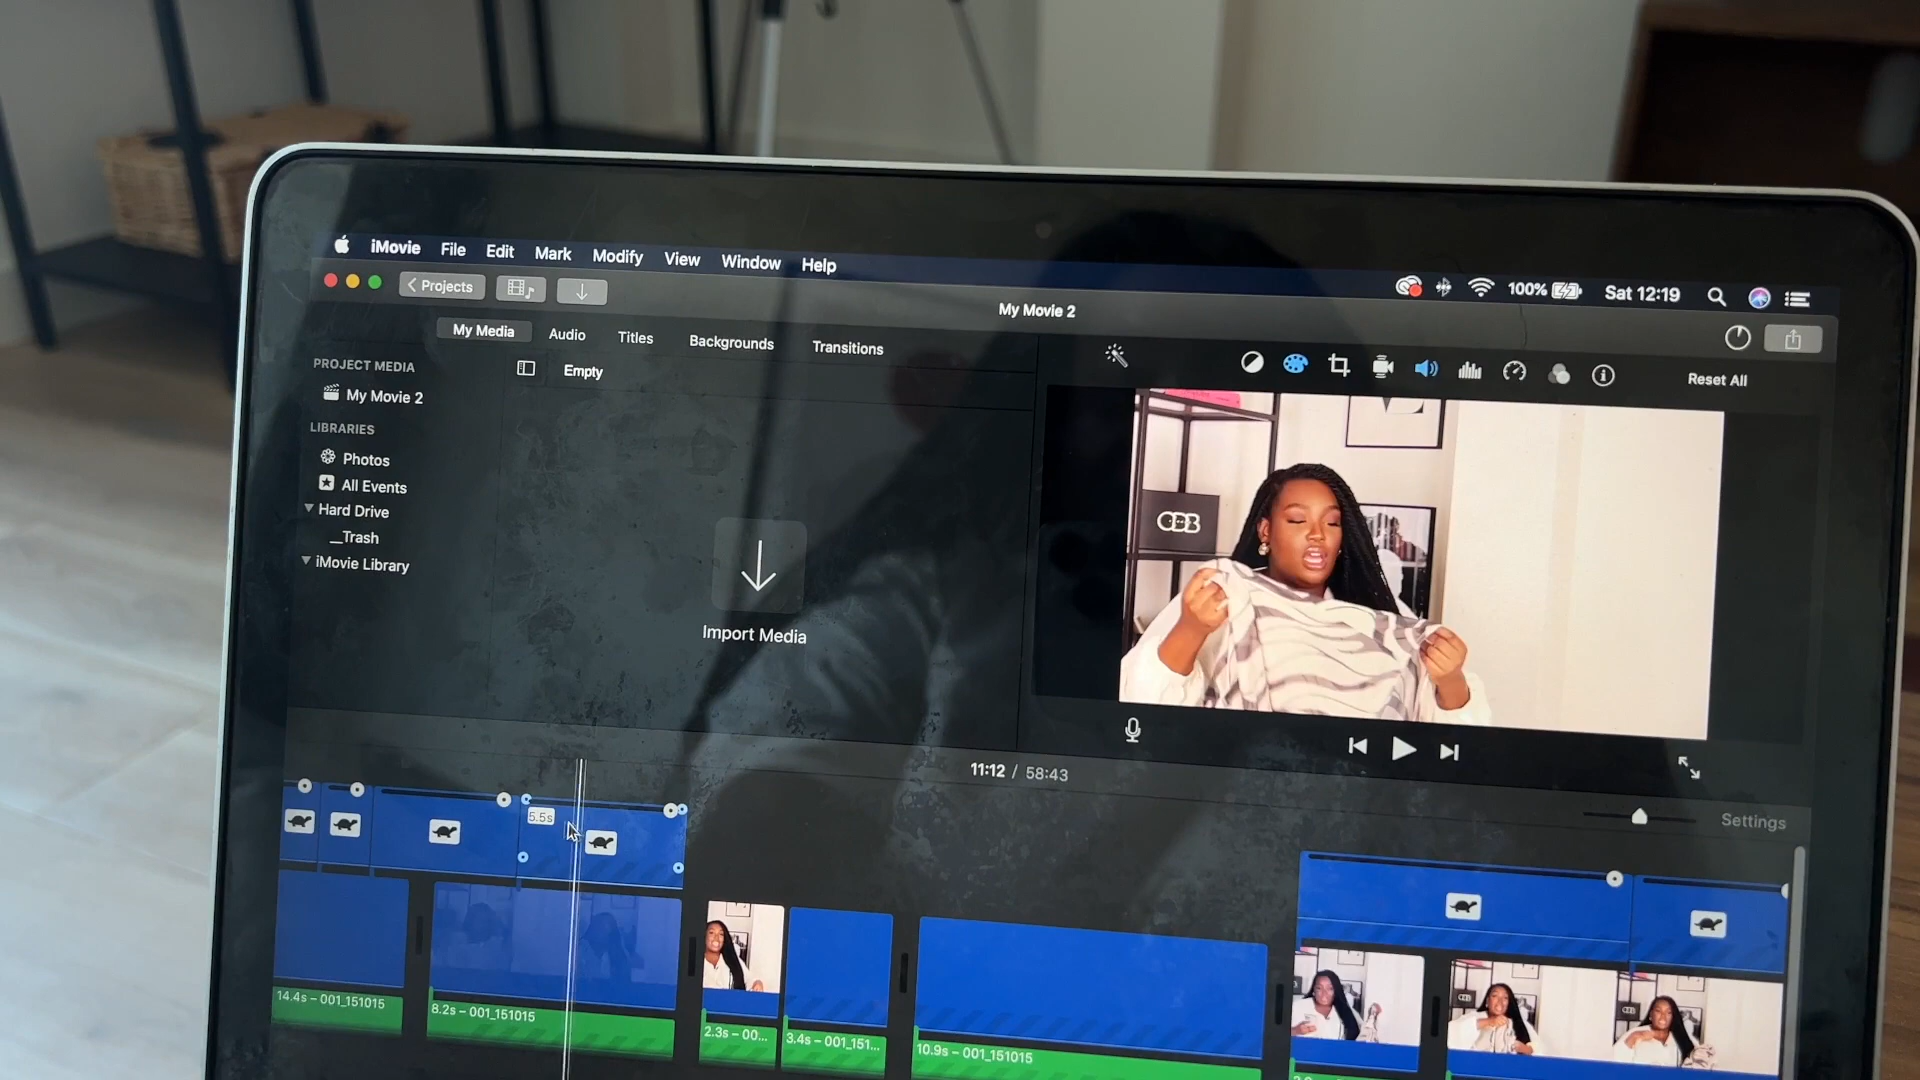 iMovie File Edit Mark Modify View Window Help
100% Sat 12:19
Projects
My Movie 2
My Media Audio Titles Backgrounds Transitions
PROJECT MEDIA
Empty
Reset All
My Movie 2
LIBRARIES
Photos
All Events
Hard Drive
__Trash
iMovie Library
Import Media
11:12 / 58:43
Settings
5.5s
14.4s – 001_151015
8.2s – 001_151015
2.3s – 00...
3.4s – 001_151...
10.9s – 001_151015